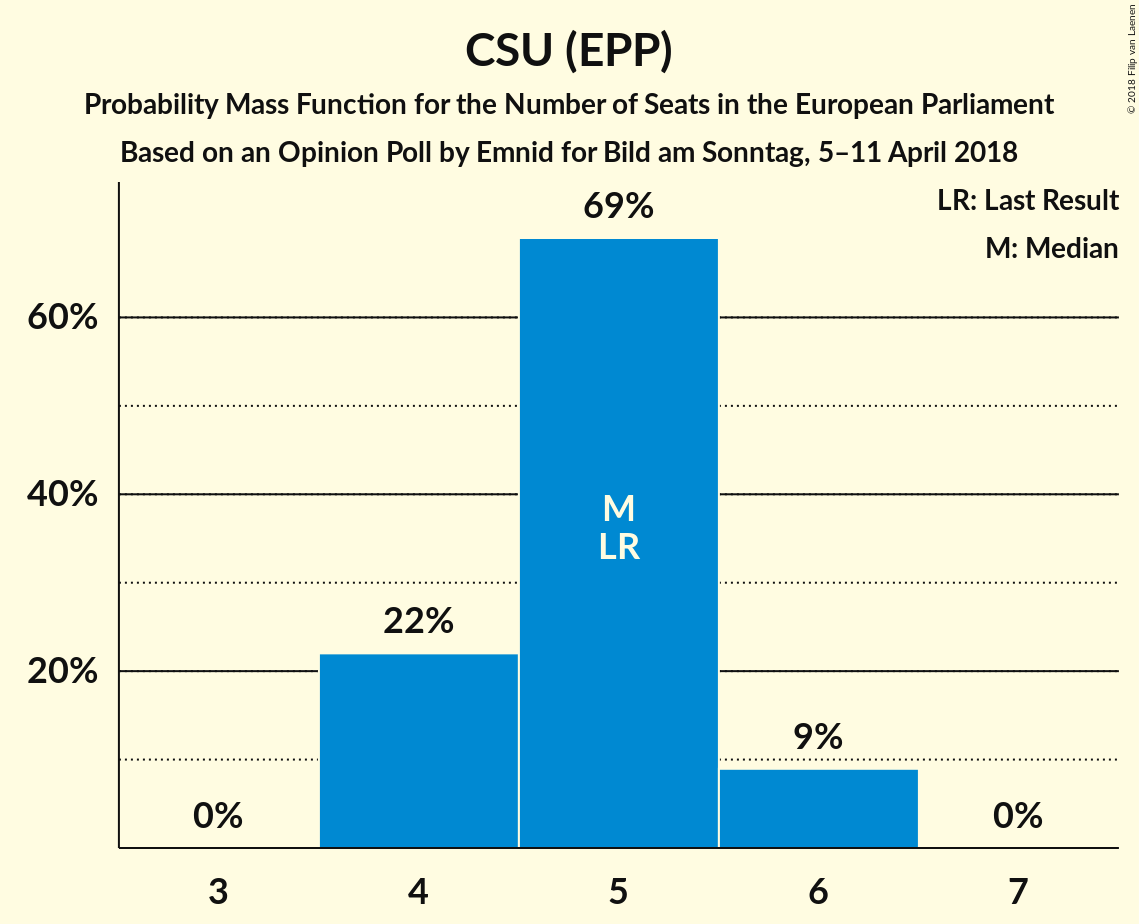 CSU (EPP)
Probability Mass Function for the Number of Seats in the European Parliament
Based on an Opinion Poll by Emnid for Bild am Sonntag, 5–11 April 2018
© 2018 Filip van Laenen
LR: Last Result
M: Median
69%
60%
40%
M
LR
22%
20%
9%
0%
0%
3 4 5 6 7